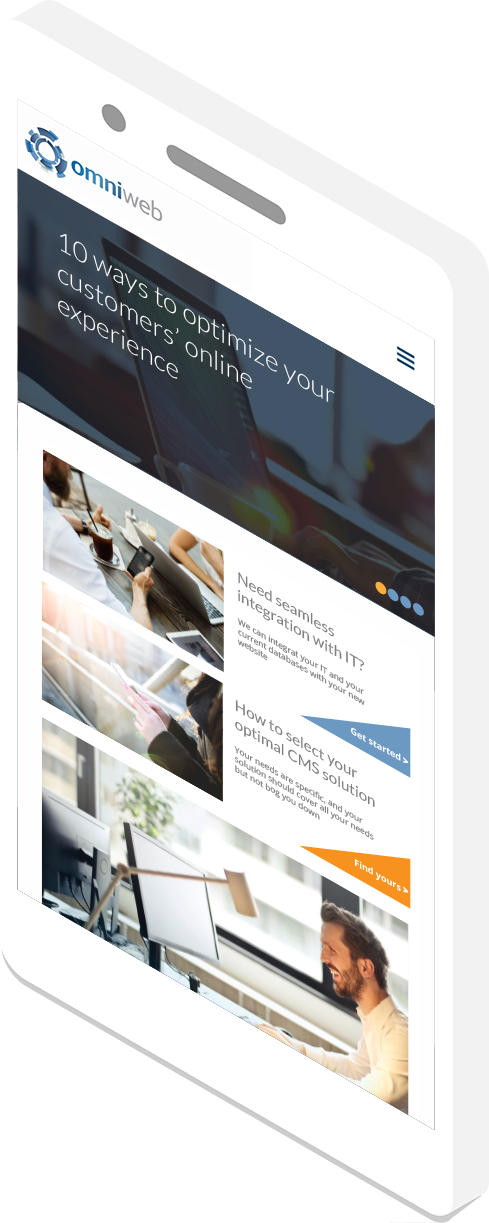 omniweb
10 ways to optimize your
customers’ online
experience
Need seamless
integration with IT?
We can integrat your IT and your
current databases with your new
website
Get started >
How to select your
optimal CMS solution
Your needs are specific, and your
solution should cover all your needs
but not bog you down
Find yours >